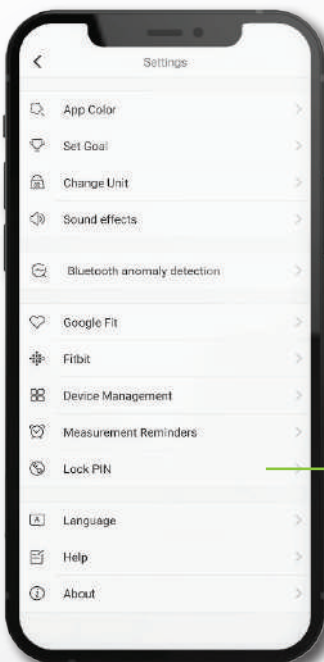 Settings
App Color
Set Goal
Change Unit
Sound effects
Bluetooth anomaly detection
Google Fit
Fitbit
Device Management
Measurement Reminders
Lock PIN
Language
Help
About